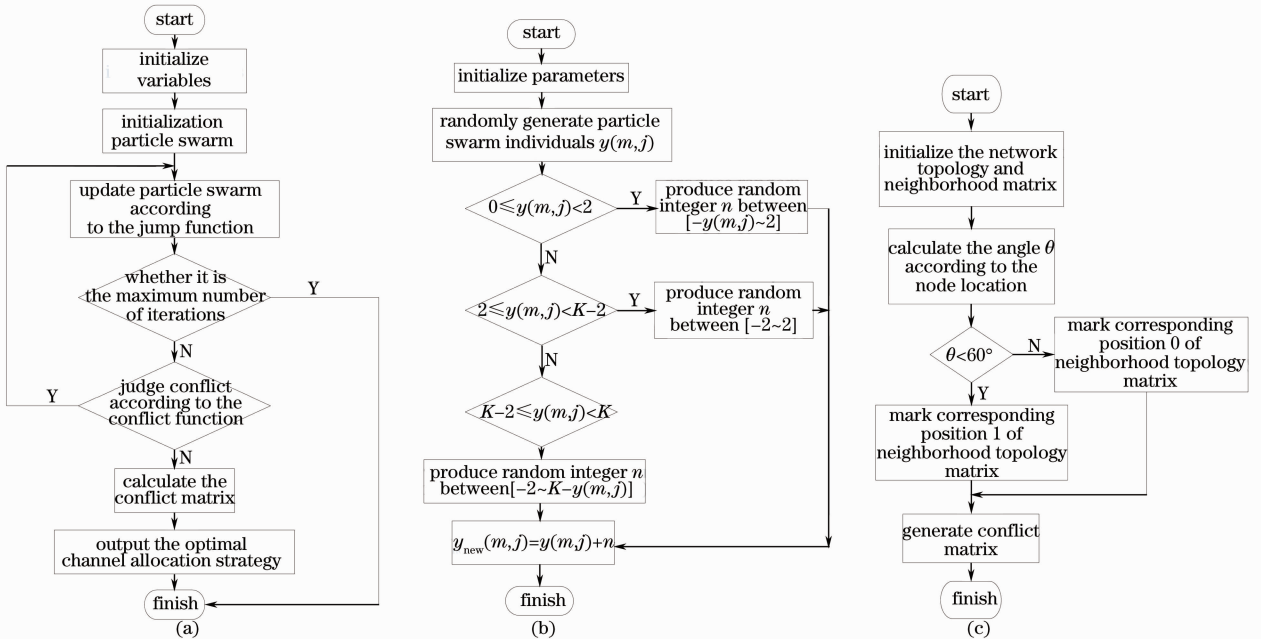 start
initialize
variables
initialization
particle swarm
update particle swarm
according
to the jump function
whether it is
the maximum number
of iterations
Y
N
judge conflict
according to the
conflict function
Y
N
calculate the
conflict matrix
output the optimal
channel allocation strategy
finish
(a)
start
initialize parameters
randomly generate particle
swarm individuals y(m,j)
0≤y(m,j)<2
Y
produce random
integer n between
[-y(m,j)~2]
N
2≤y(m,j)<K-2
Y
produce random
integer n
between [-2~2]
N
K-2≤y(m,j)<K
produce random integer n
between[-2~K-y(m,j)]
ynew(m,j)=y(m,j)+n
finish
(b)
start
initialize the network
topology and
neighborhood matrix
calculate the angle θ
according to the
node location
θ<60°
N
mark corresponding
position 0 of
neighborhood topology
matrix
Y
mark corresponding
position 1 of
neighborhood topology
matrix
generate conflict
matrix
finish
(c)